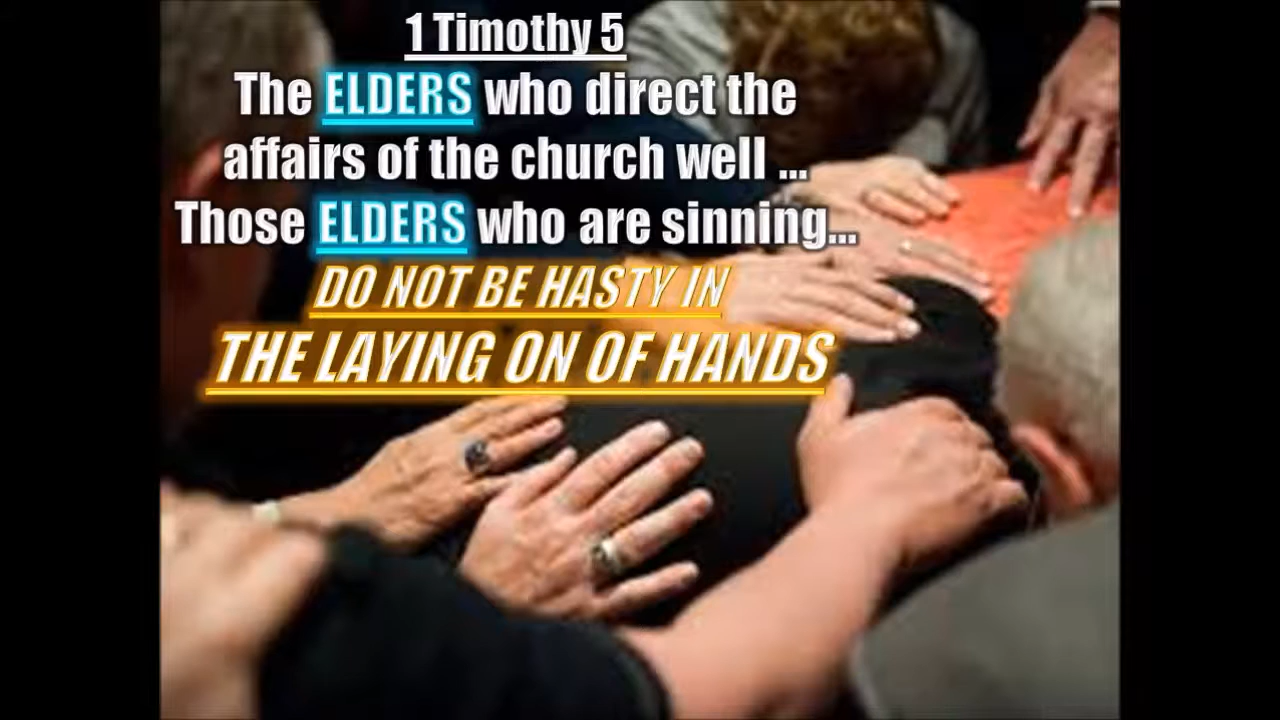 1 Timothy 5
The ELDERS who direct the
affairs of the church well ...
Those ELDERS who are sinning...
DO NOT BE HASTY IN
THE LAYING ON OF HANDS